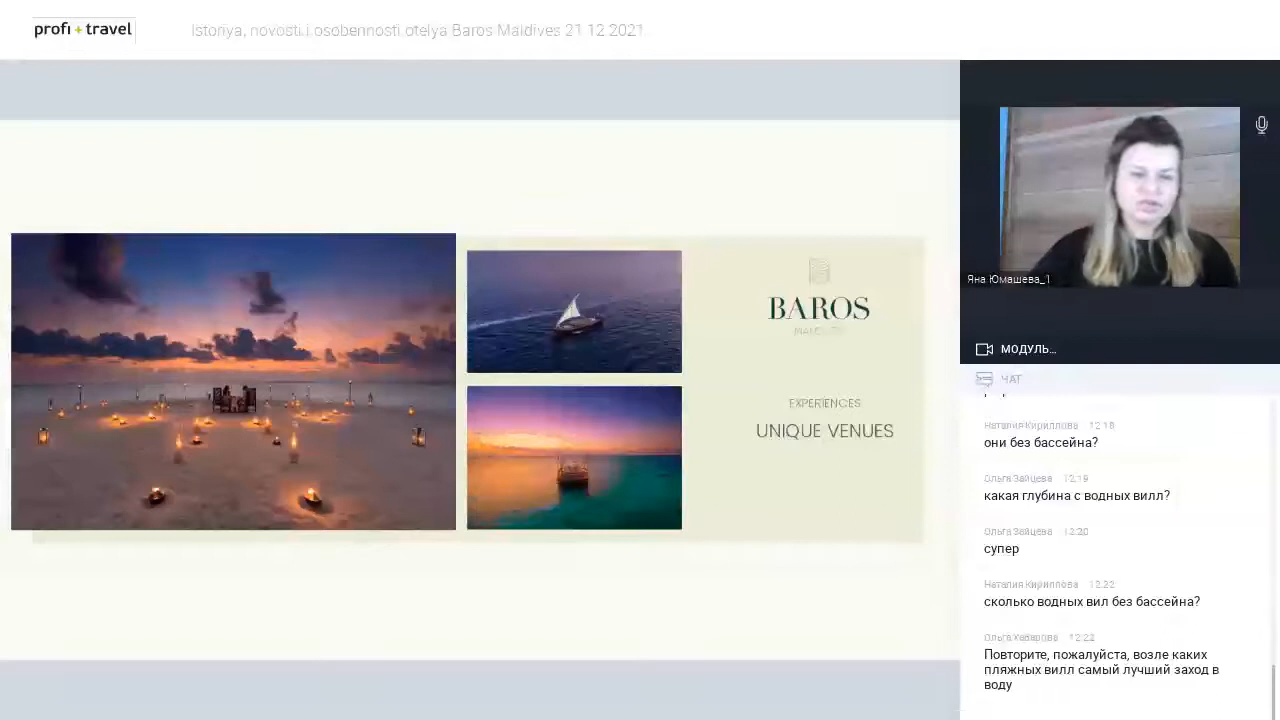 profi + travel
Istoriya, novosti i osobennosti otelya Baros Maldives 21 12 2021
BAROS
MALDIVES
EXPERIENCES
UNIQUE VENUES
Яна Юмашева_1
МОДУЛЬ...
ЧАТ
Наталия Кириллова 12:18
они без бассейна?
Ольга Зайцева 12:19
какая глубина с водных вилл?
Ольга Зайцева 12:20
супер
Наталия Кириллова 12:22
сколько водных вил без бассейна?
Ольга 12:22
Повторите, пожалуйста, возле каких
пляжных вилл самый лучший заход в
воду